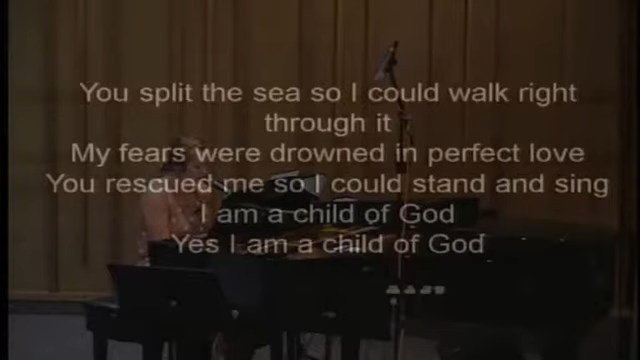 You split the sea so I could walk right
through it
My fears were drowned in perfect love
You rescued me so I could stand and sing
I am a child of God
Yes I am a child of God